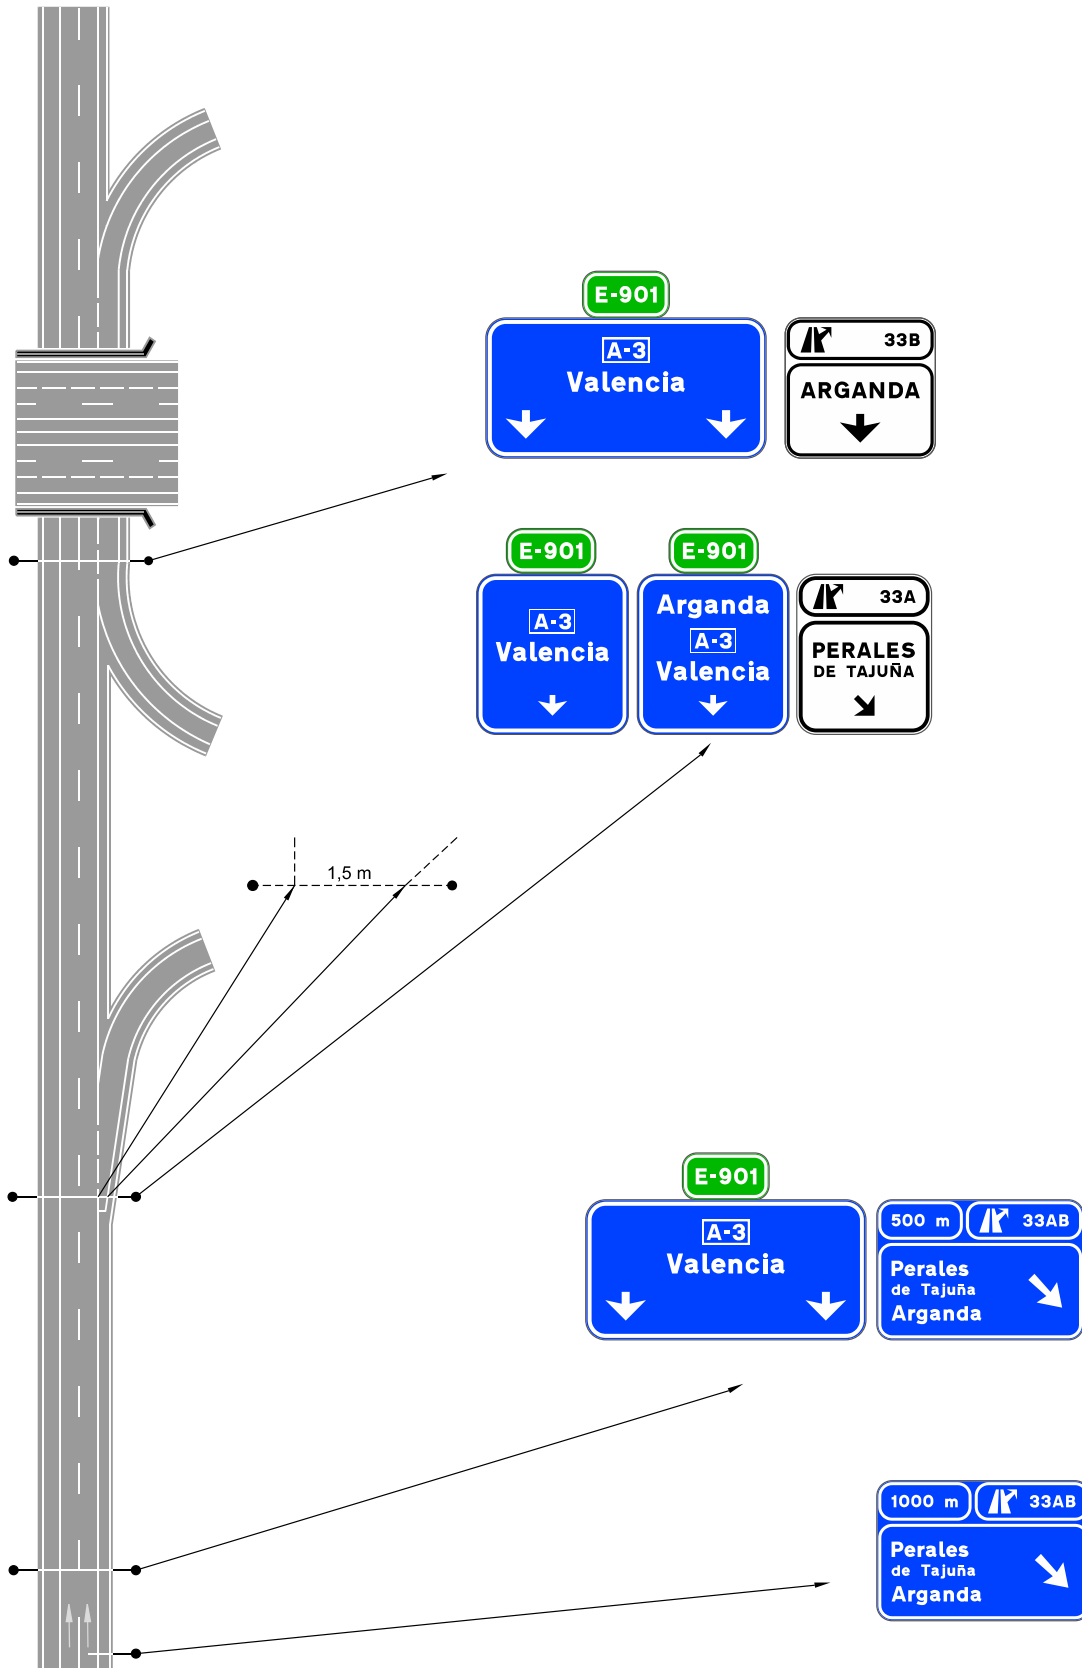 E-901
A-3
Valencia
33B
ARGANDA
E-901
A-3
Valencia
E-901
Arganda
A-3
Valencia
33A
PERALES
DE TAJUÑA
1,5 m
E-901
A-3
Valencia
500 m
33AB
Perales
de Tajuña
Arganda
1000 m
33AB
Perales
de Tajuña
Arganda